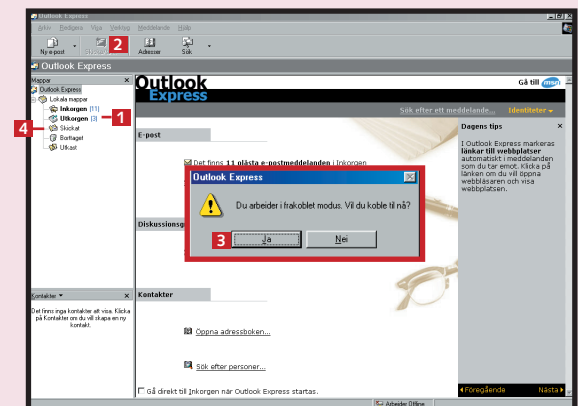 Outlook Express
Arkiv Redigera Visa Verktyg Meddelande Hjälp
Ny e-post
2
Adresser
Sök
Outlook Express
Mappar ×
Outlook Express
Lokala mappar
Inkorgen (11)
Utkorgen (3)
1
4
Skickat
Borttaget
Utkast
Kontakter ×
Det finns inga kontakter att visa. Klicka
på Kontakter om du vill skapa en ny
kontakt.
Outlook
Express
Gå till msn
Sök efter ett meddelande... Identiteter
E-post
Det finns 11 olästa e-postmeddelanden i Inkorgen
Diskussionsg
Outlook Express
Du arbeider i frakoblet modus. Vil du koble til nå?
3
Ja
Nei
Kontakter
Öppna adressboken...
Sök efter personer...
Gå direkt till Inkorgen när Outlook Express startas.
Dagens tips ×
I Outlook Express markeras
länkar till webbplatser
automatiskt i meddelanden
som du tar emot. Klicka på
länken om du vill öppna
webbläsaren och visa
webbplatsen.
Föregående Nästa
Arbeider Offline